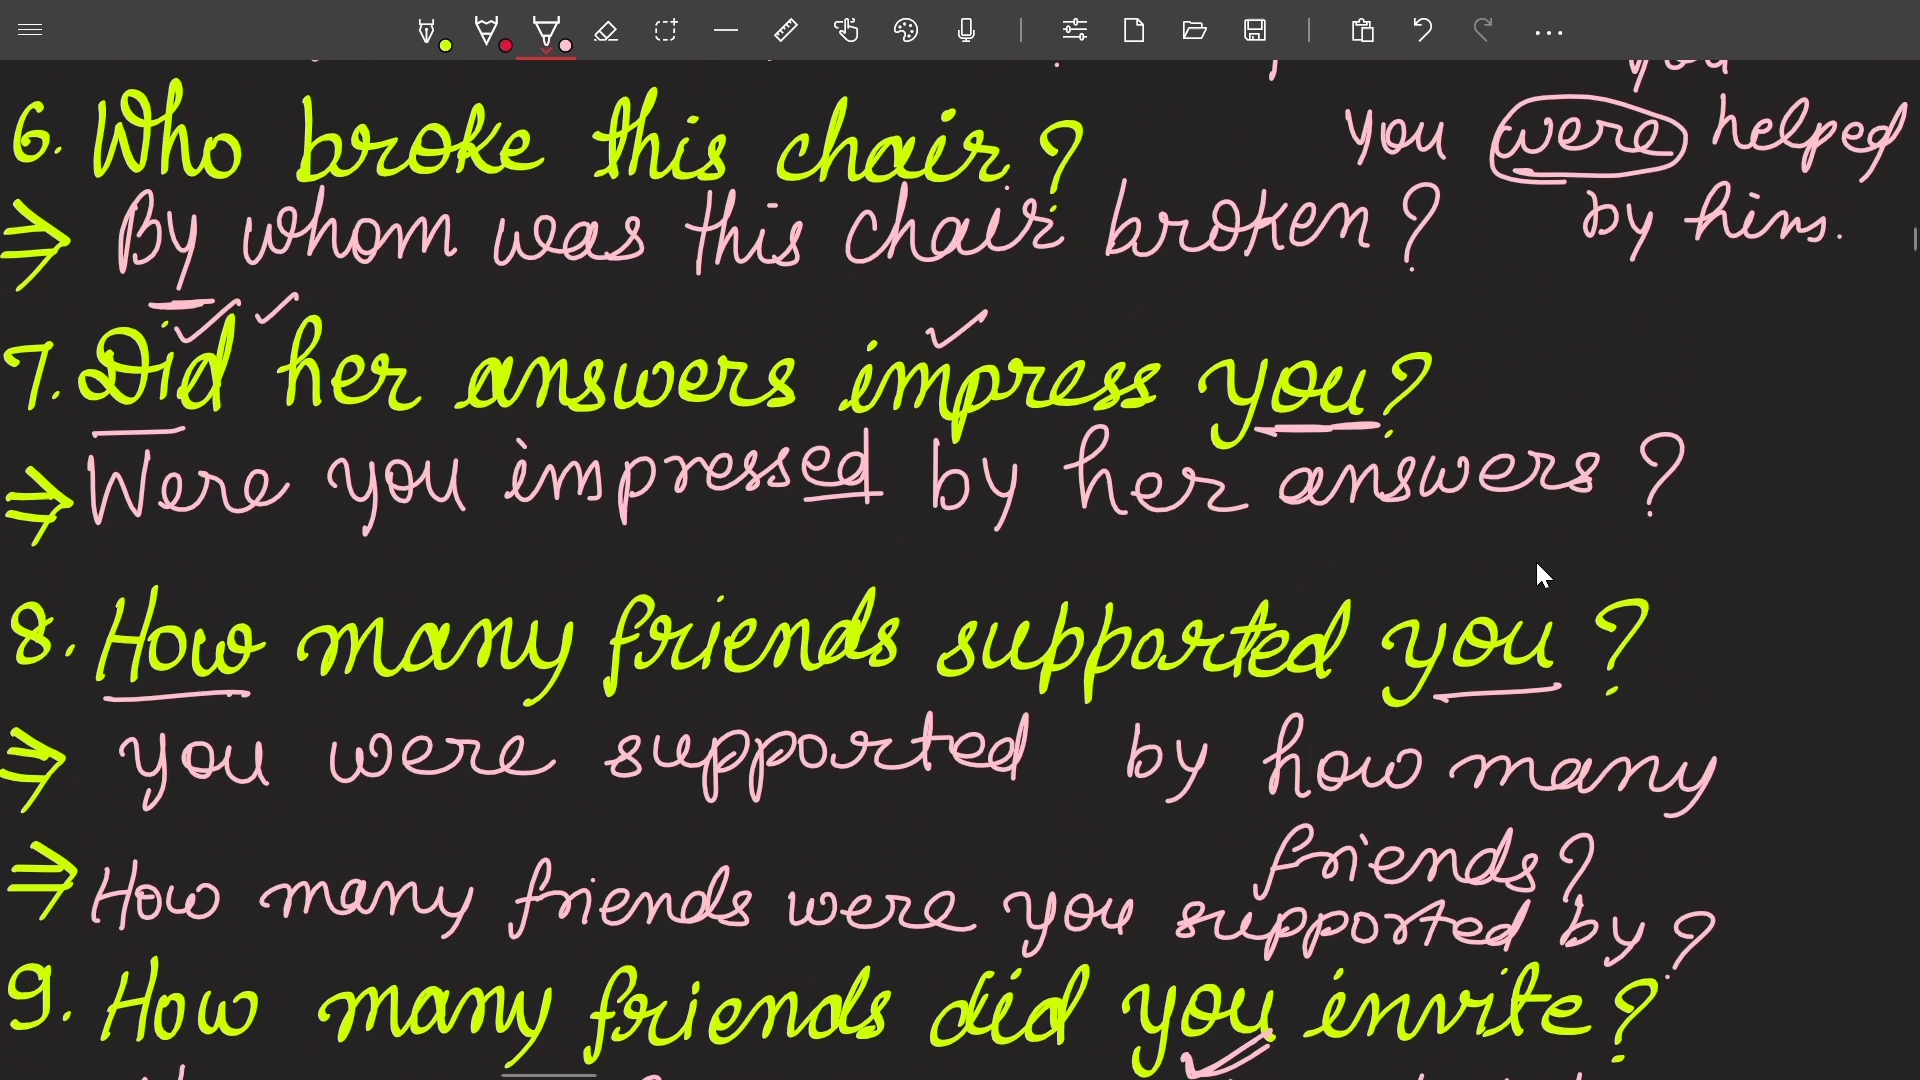 6. Who broke this chair?
you were helped
by him.
⇒ By whom was this chair broken?
7. Did her answers impress you?
⇒ Were you impressed by her answers?
8. How many friends supported you?
⇒ you were supported by how many
friends?
⇒ How many friends were you supported by?
9. How many friends did you invite?